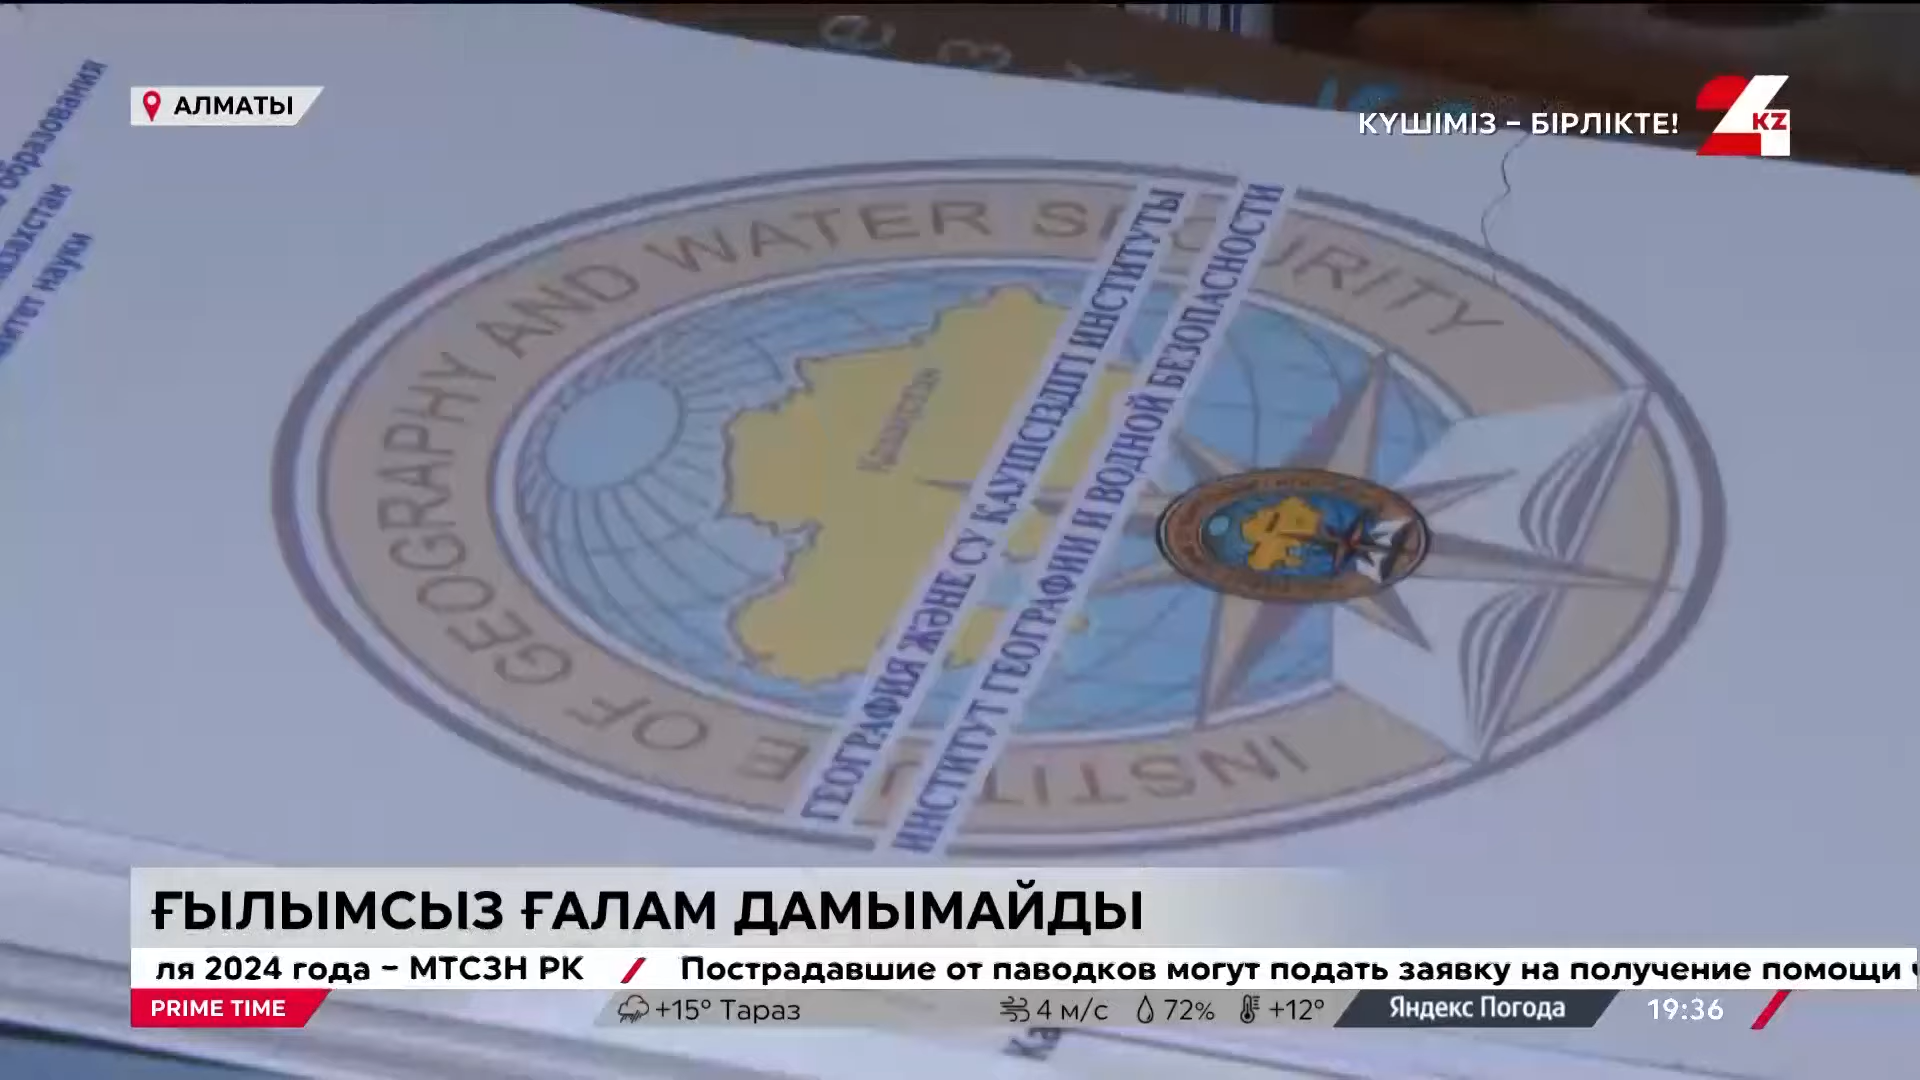 АЛМАТЫ
КҮШІМІЗ – БІРЛІКТЕ!
24 KZ
образования
науки
INSTITUTE OF GEOGRAPHY AND WATER SECURITY
Казахстан
ГЕОГРАФИЯ ЖӘНЕ СУ ҚАУІПСІЗДІГІ ИНСТИТУТЫ
ИНСТИТУТ ГЕОГРАФИИ И ВОДНОЙ БЕЗОПАСНОСТИ
ҒЫЛЫМСЫЗ ҒАЛАМ ДАМЫМАЙДЫ
ля 2024 года – МТСЗН РК / Пострадавшие от паводков могут подать заявку на получение помощи
PRIME TIME +15° Тараз 4 м/с 72% +12° Яндекс Погода 19:36